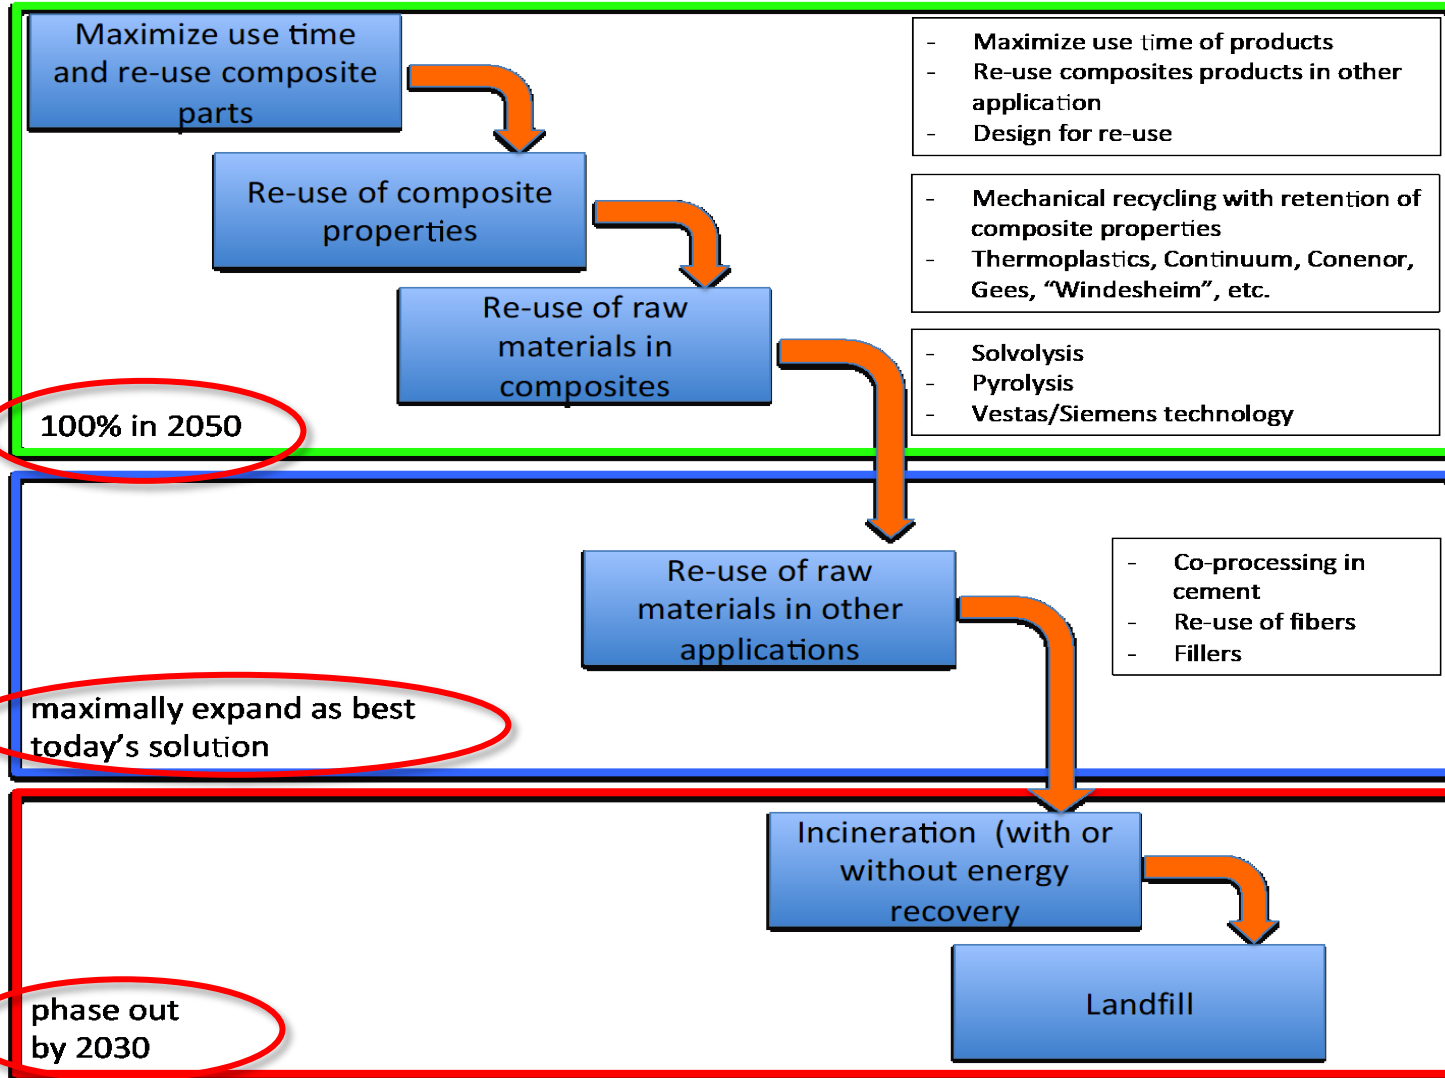 Maximize use time
and re-use composite
parts
- Maximize use time of products
- Re-use composites products in other
application
- Design for re-use
Re-use of composite
properties
- Mechanical recycling with retention of
composite properties
- Thermoplastics, Continuum, Conenor,
Gees, “Windesheim”, etc.
Re-use of raw
materials in
composites
- Solvolysis
- Pyrolysis
- Vestas/Siemens technology
100% in 2050
Re-use of raw
materials in other
applications
- Co-processing in
cement
- Re-use of fibers
- Fillers
maximally expand as best
today’s solution
Incineration (with or
without energy
recovery
Landfill
phase out
by 2030